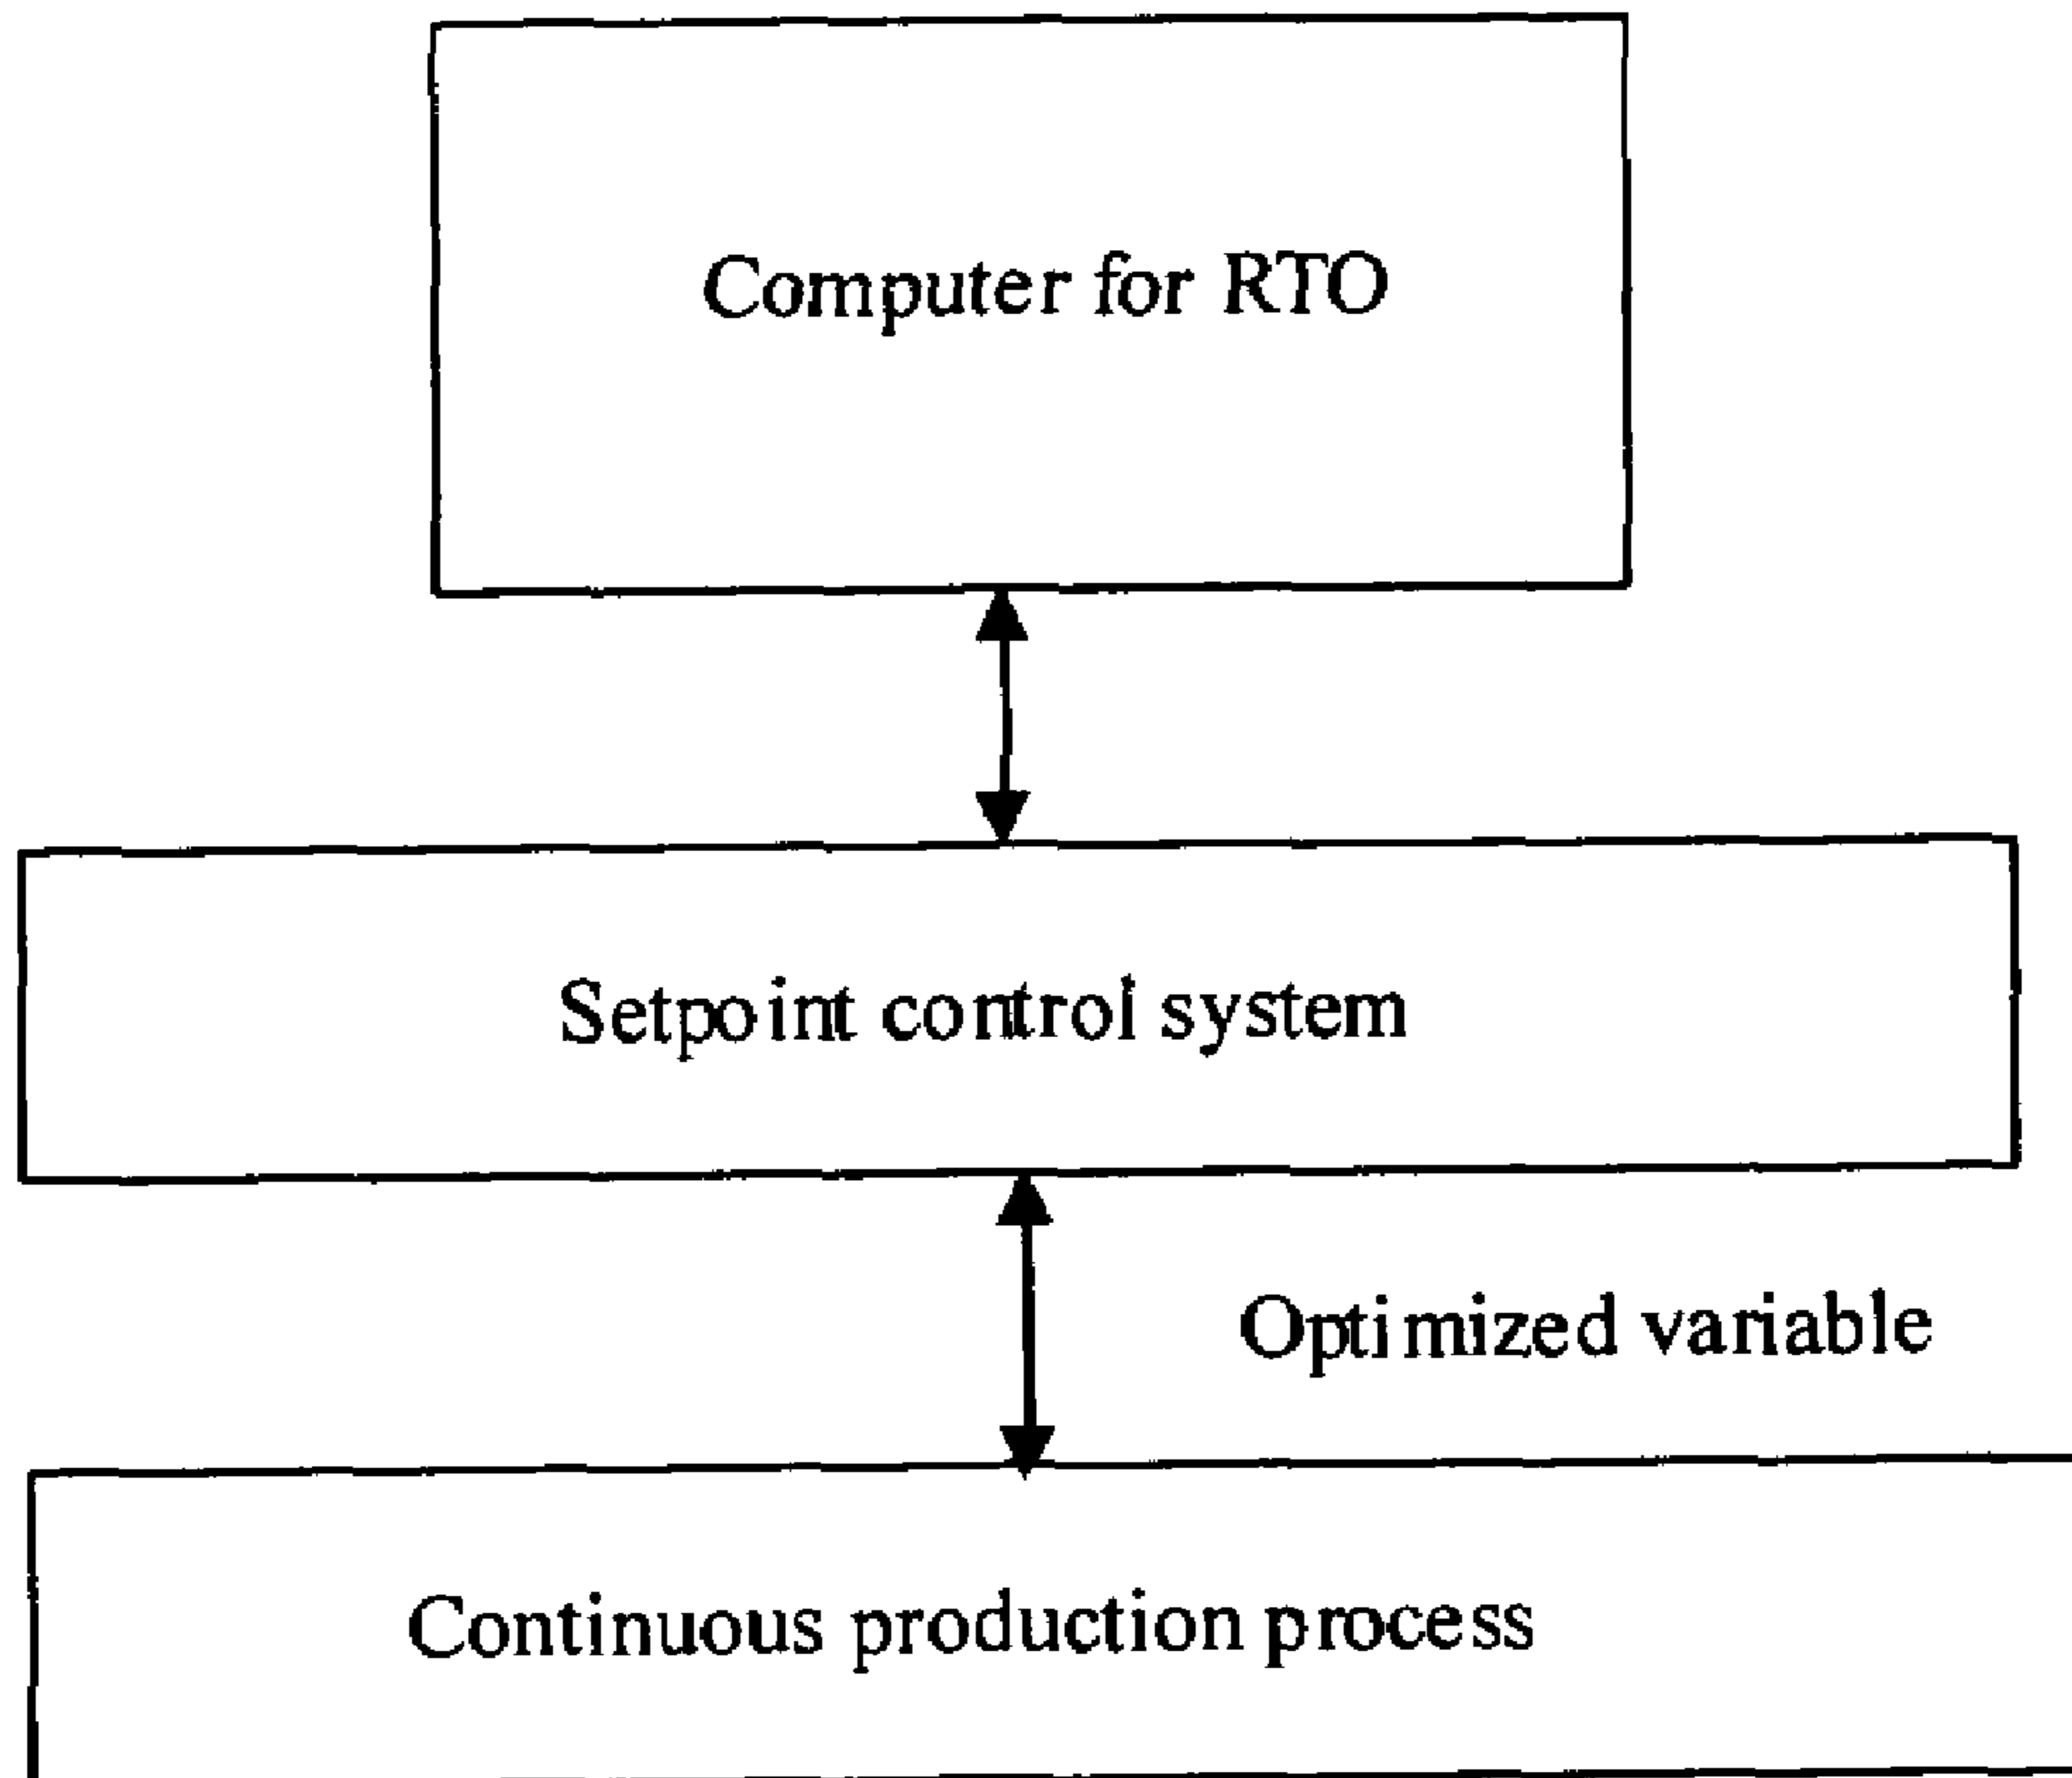 Computer for RTO
Setpoint control system
Optimized variable
Continuous production process